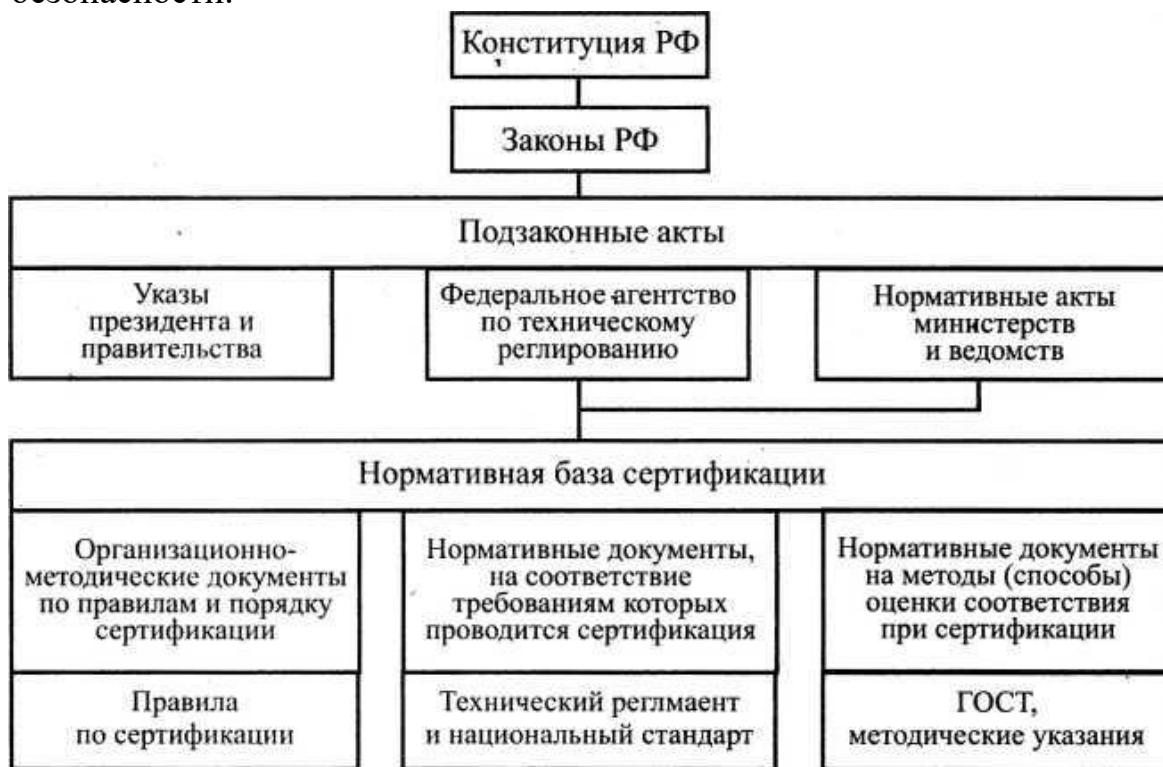 безопасности.
Конституция РФ
Законы РФ
Подзаконные акты
Указы
президента и
правительства
Федеральное агентство
по техническому
реглированию
Нормативные акты
министерств
и ведомств
Нормативная база сертификации
Организационно-
методические документы
по правилам и порядку
сертификации
Нормативные документы,
на соответствие
требованиям которых
проводится сертификация
Нормативные документы
на методы (способы)
оценки соответствия
при сертификации
Правила
по сертификации
Технический реглмаент
и национальный стандарт
ГОСТ,
методические указания